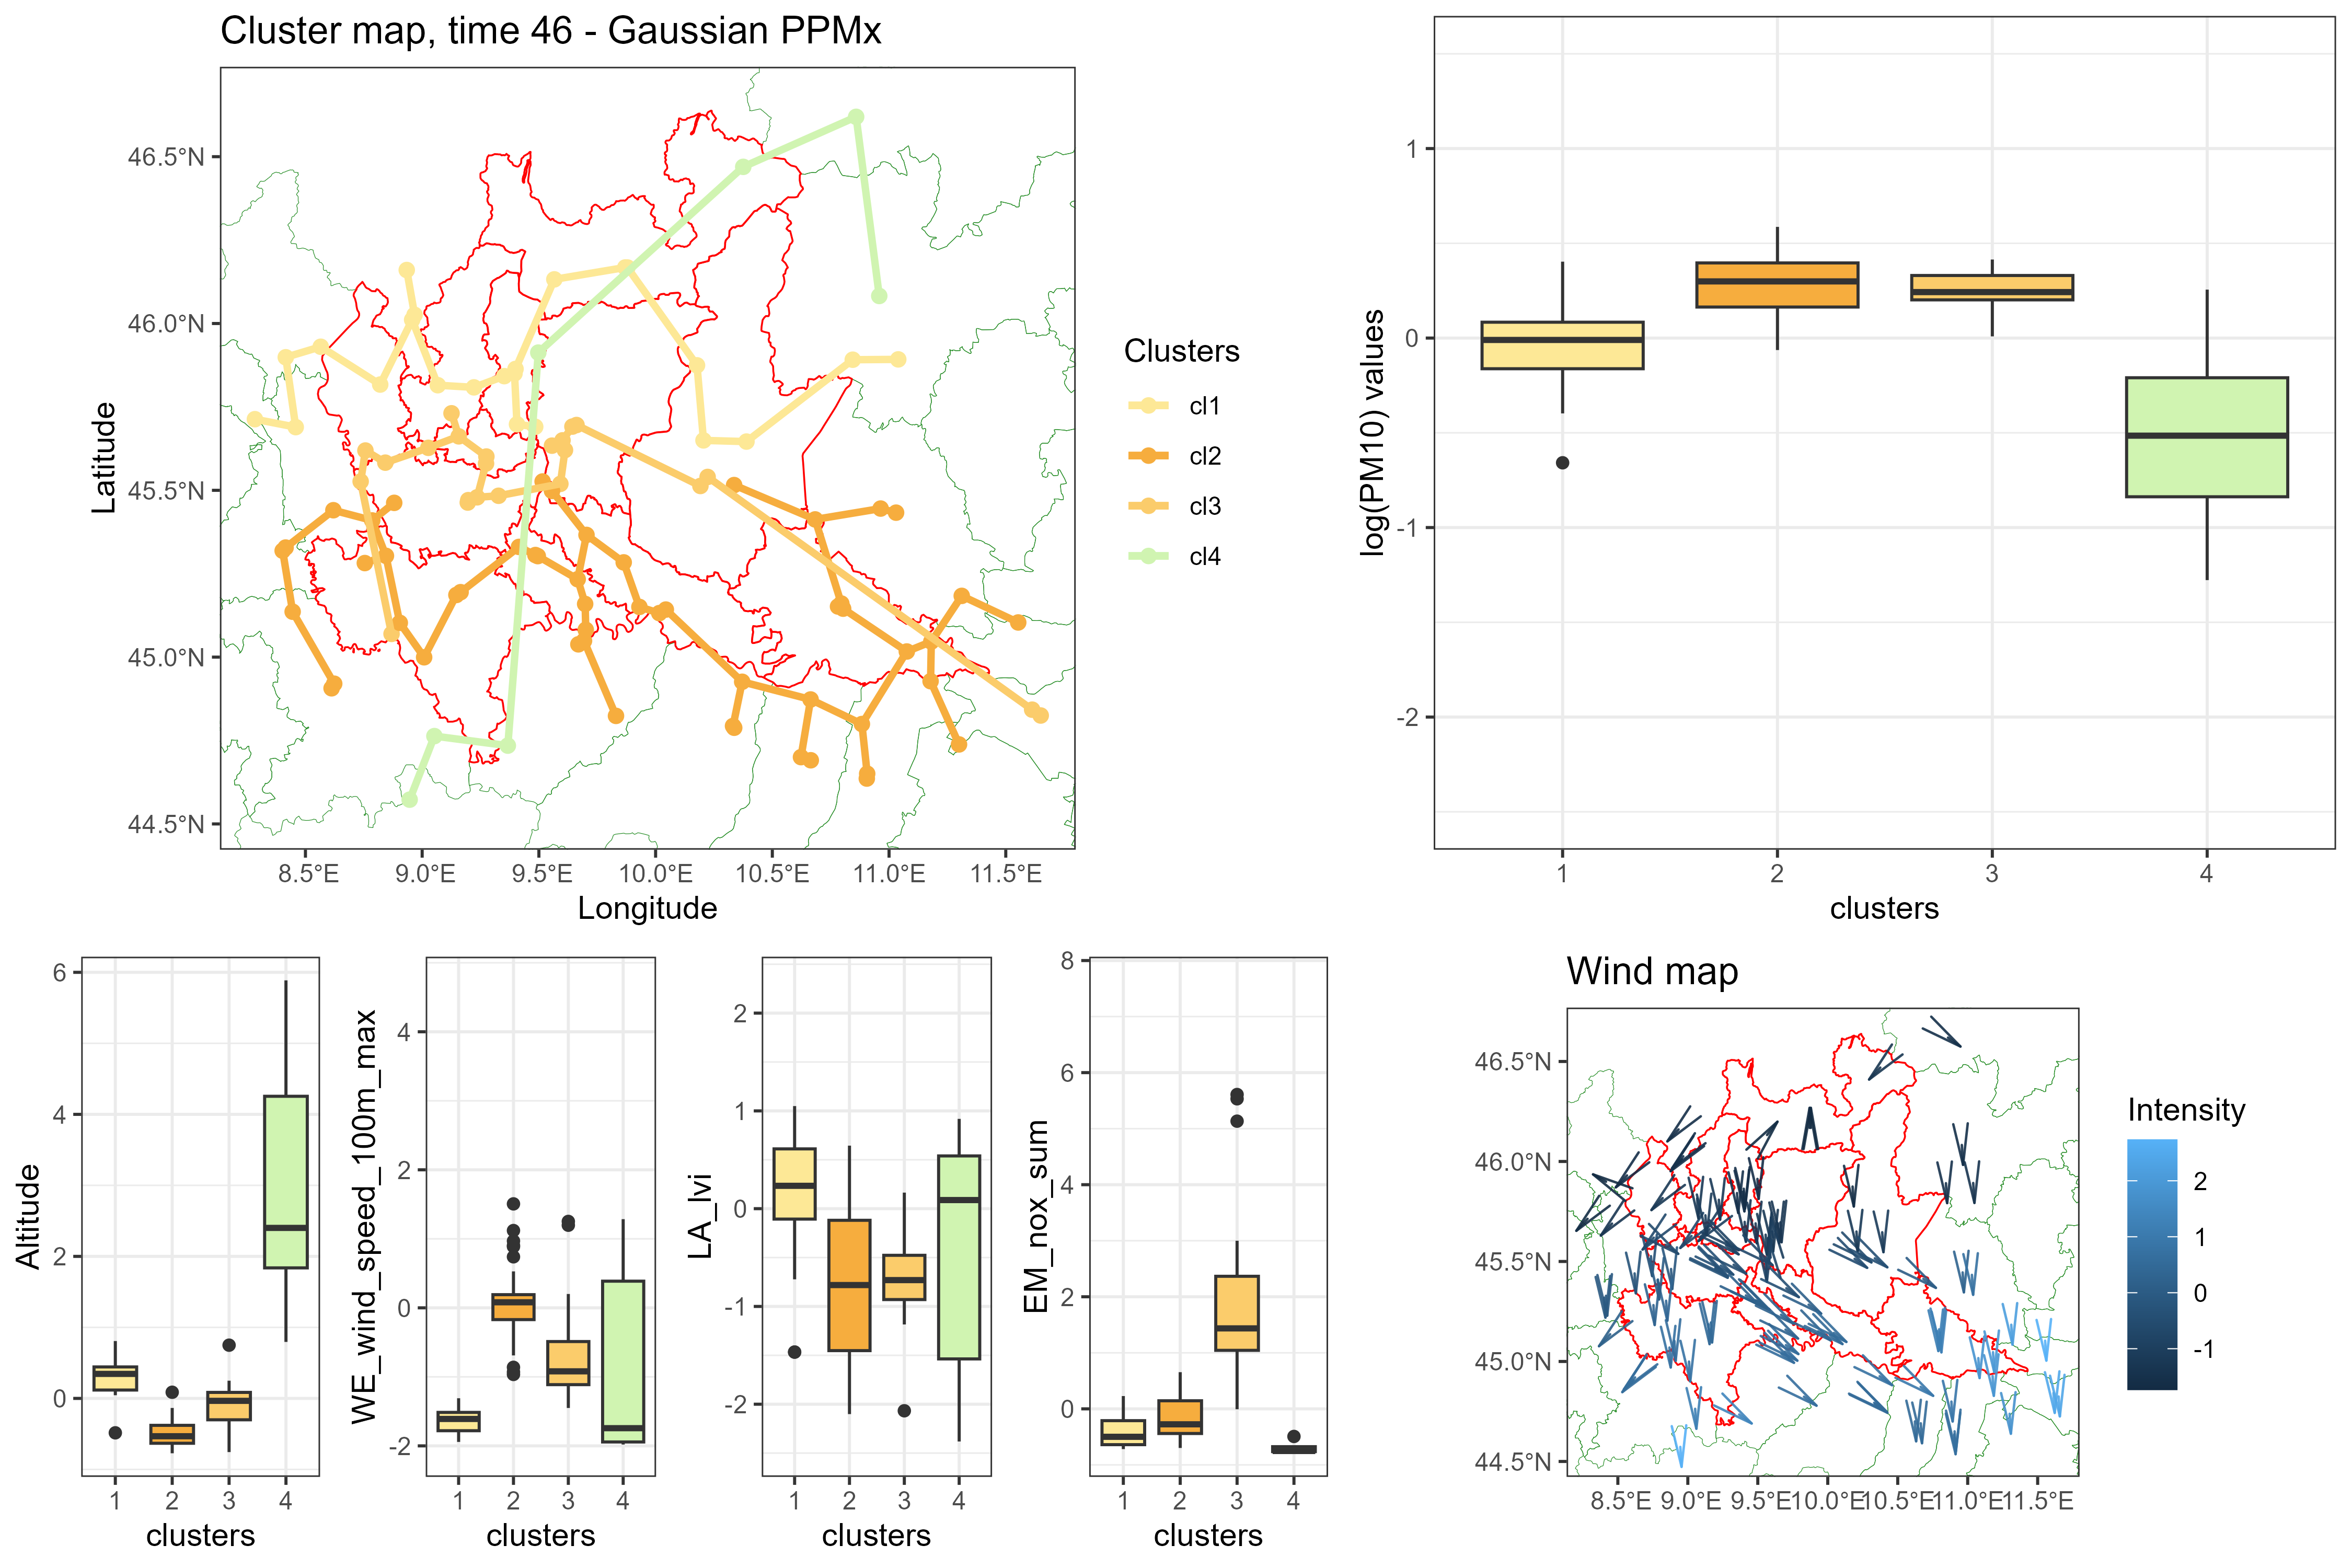 Cluster map, time 46 - Gaussian PPMx
46.5°N
46.0°N
45.5°N
45.0°N
44.5°N
Latitude
8.5°E 9.0°E 9.5°E 10.0°E 10.5°E 11.0°E 11.5°E
Longitude
Clusters
cl1
cl2
cl3
cl4
log(PM10) values
1
0
-1
-2
1 2 3 4
clusters
Altitude
6
4
2
0
1 2 3 4
clusters
WE_wind_speed_100m_max
4
2
0
-2
1 2 3 4
clusters
LA_lvi
2
1
0
-1
-2
1 2 3 4
clusters
EM_nox_sum
8
6
4
2
0
1 2 3 4
clusters
Wind map
46.5°N
46.0°N
45.5°N
45.0°N
44.5°N
8.5°E 9.0°E 9.5°E 10.0°E 10.5°E 11.0°E 11.5°E
Intensity
2
1
0
-1